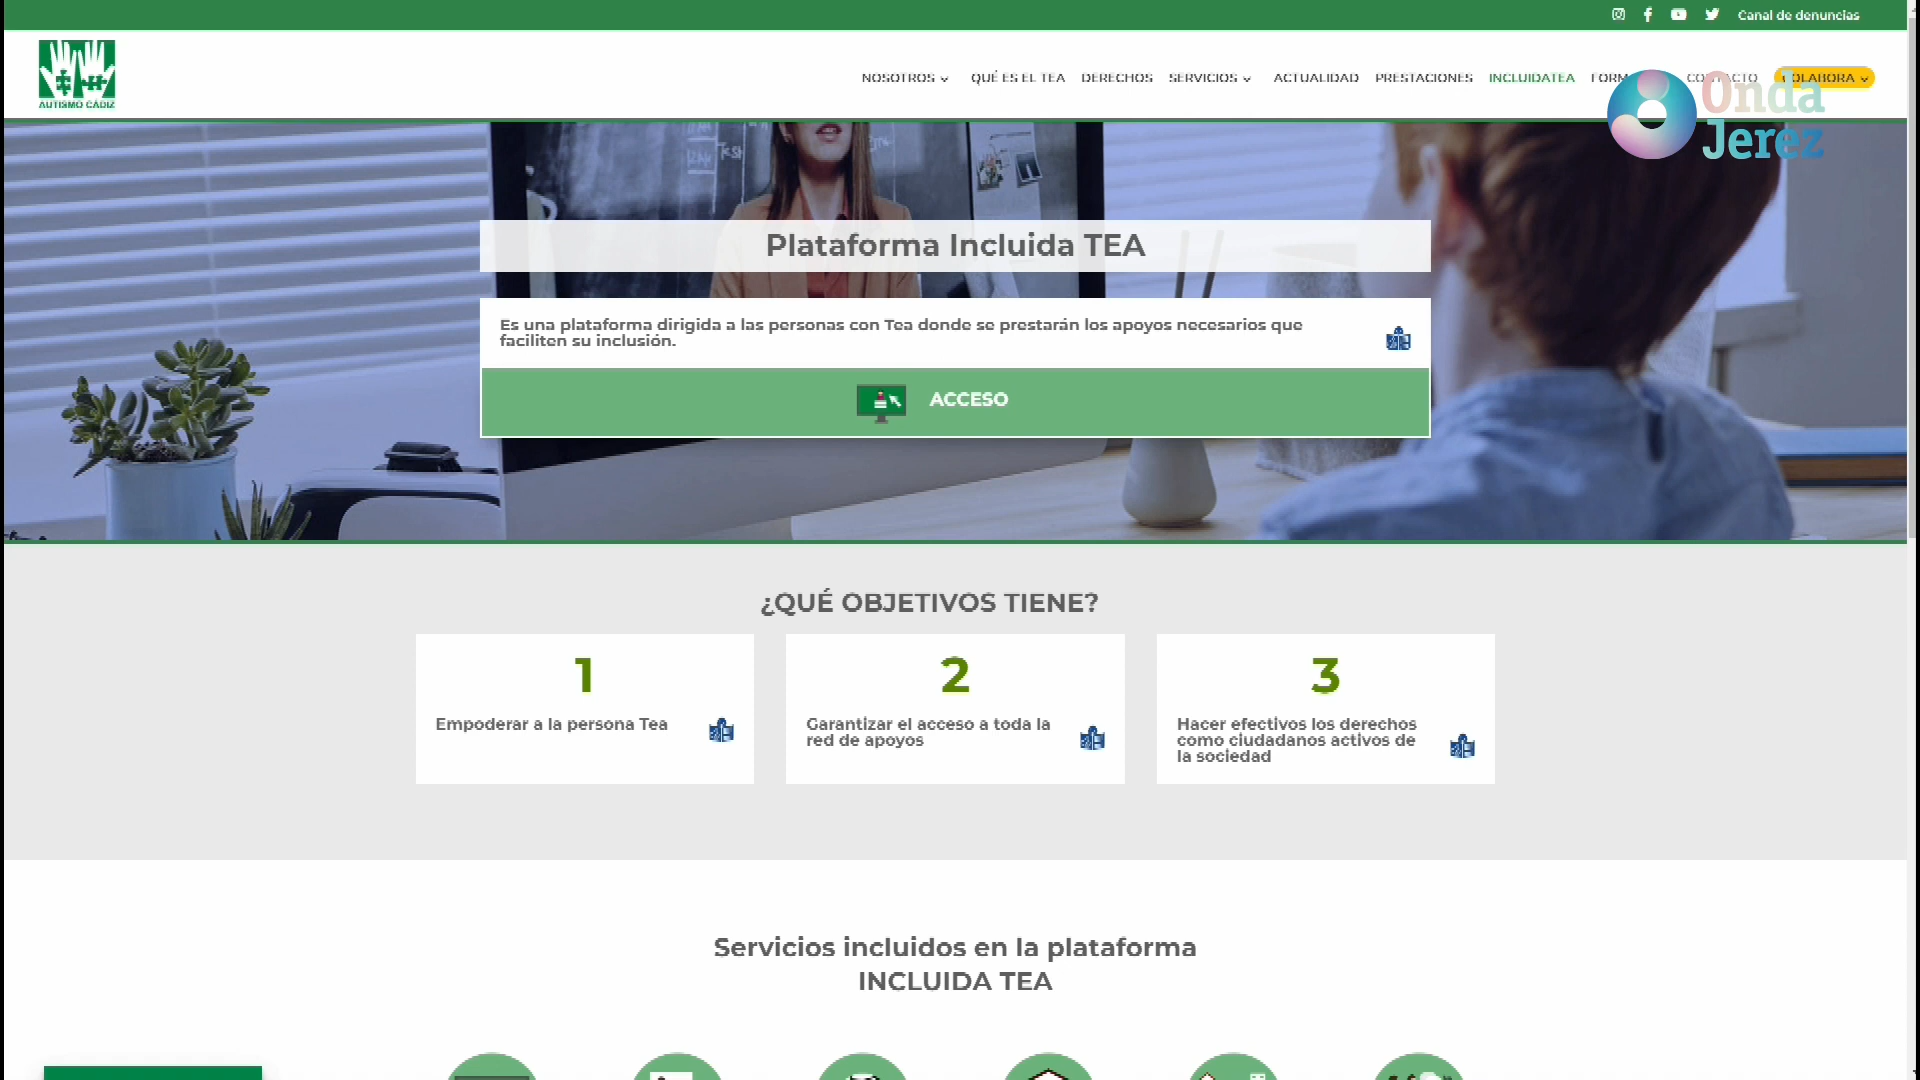 Canal de denuncias
AUTISMO CÁDIZ
NOSOTROS QUÉ ES EL TEA DERECHOS SERVICIOS ACTUALIDAD PRESTACIONES INCLUIDATEA CONTACTO COLABORA
Onda
Jerez
Plataforma Incluida TEA
Es una plataforma dirigida a las personas con Tea donde se prestarán los apoyos necesarios que
faciliten su inclusión.
ACCESO
¿QUÉ OBJETIVOS TIENE?
1
Empoderar a la persona Tea
2
Garantizar el acceso a toda la
red de apoyos
3
Hacer efectivos los derechos
como ciudadanos activos de
la sociedad
Servicios incluidos en la plataforma
INCLUIDA TEA